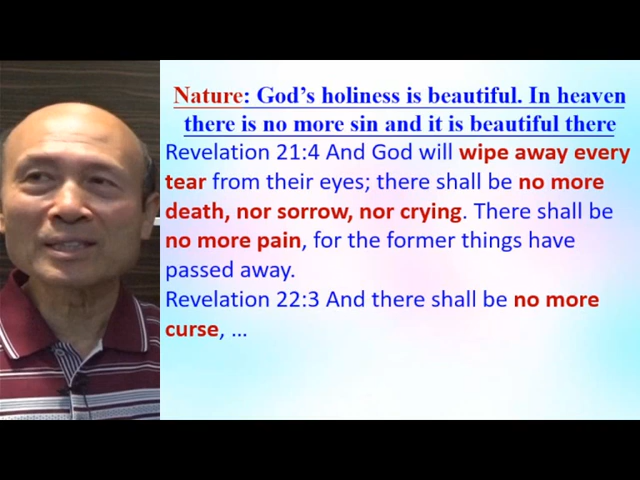 Nature: God’s holiness is beautiful. In heaven
there is no more sin and it is beautiful there
Revelation 21:4 And God will wipe away every
tear from their eyes; there shall be no more
death, nor sorrow, nor crying. There shall be
no more pain, for the former things have
passed away.
Revelation 22:3 And there shall be no more
curse, …